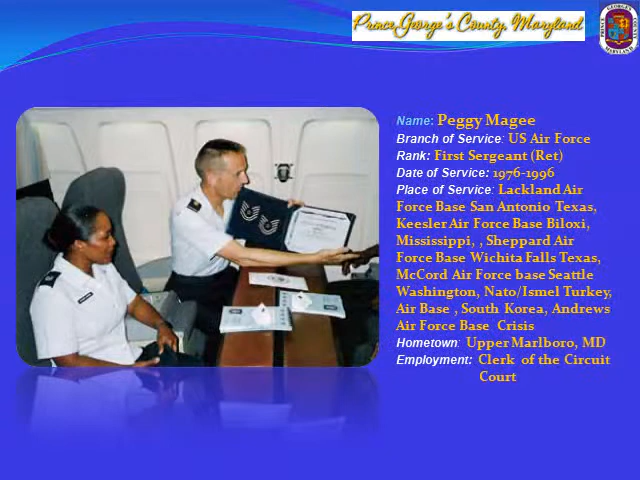 Prince George's County, Maryland
Name: Peggy Magee
Branch of Service: US Air Force
Rank: First Sergeant (Ret)
Date of Service: 1976-1996
Place of Service: Lackland Air
Force Base San Antonio Texas,
Keesler Air Force Base Biloxi,
Mississippi, , Sheppard Air
Force Base Wichita Falls Texas,
McCord Air Force base Seattle
Washington, Nato/Ismel Turkey,
Air Base , South Korea, Andrews
Air Force Base Crisis
Hometown: Upper Marlboro, MD
Employment: Clerk of the Circuit
Court